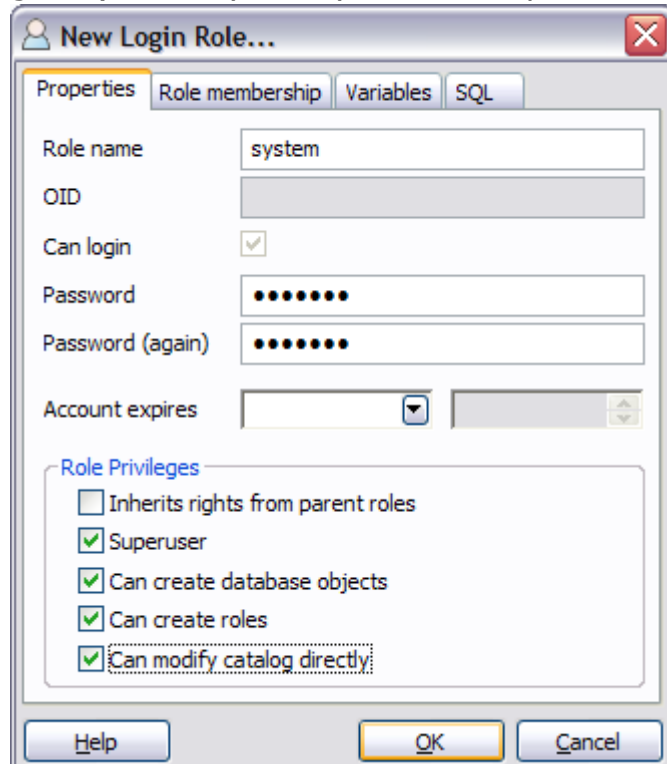 New Login Role...
Properties Role membership Variables SQL
Role name system
OID
Can login
Password •••••••
Password (again) •••••••
Account expires
Role Privileges
Inherits rights from parent roles
Superuser
Can create database objects
Can create roles
Can modify catalog directly
Help OK Cancel